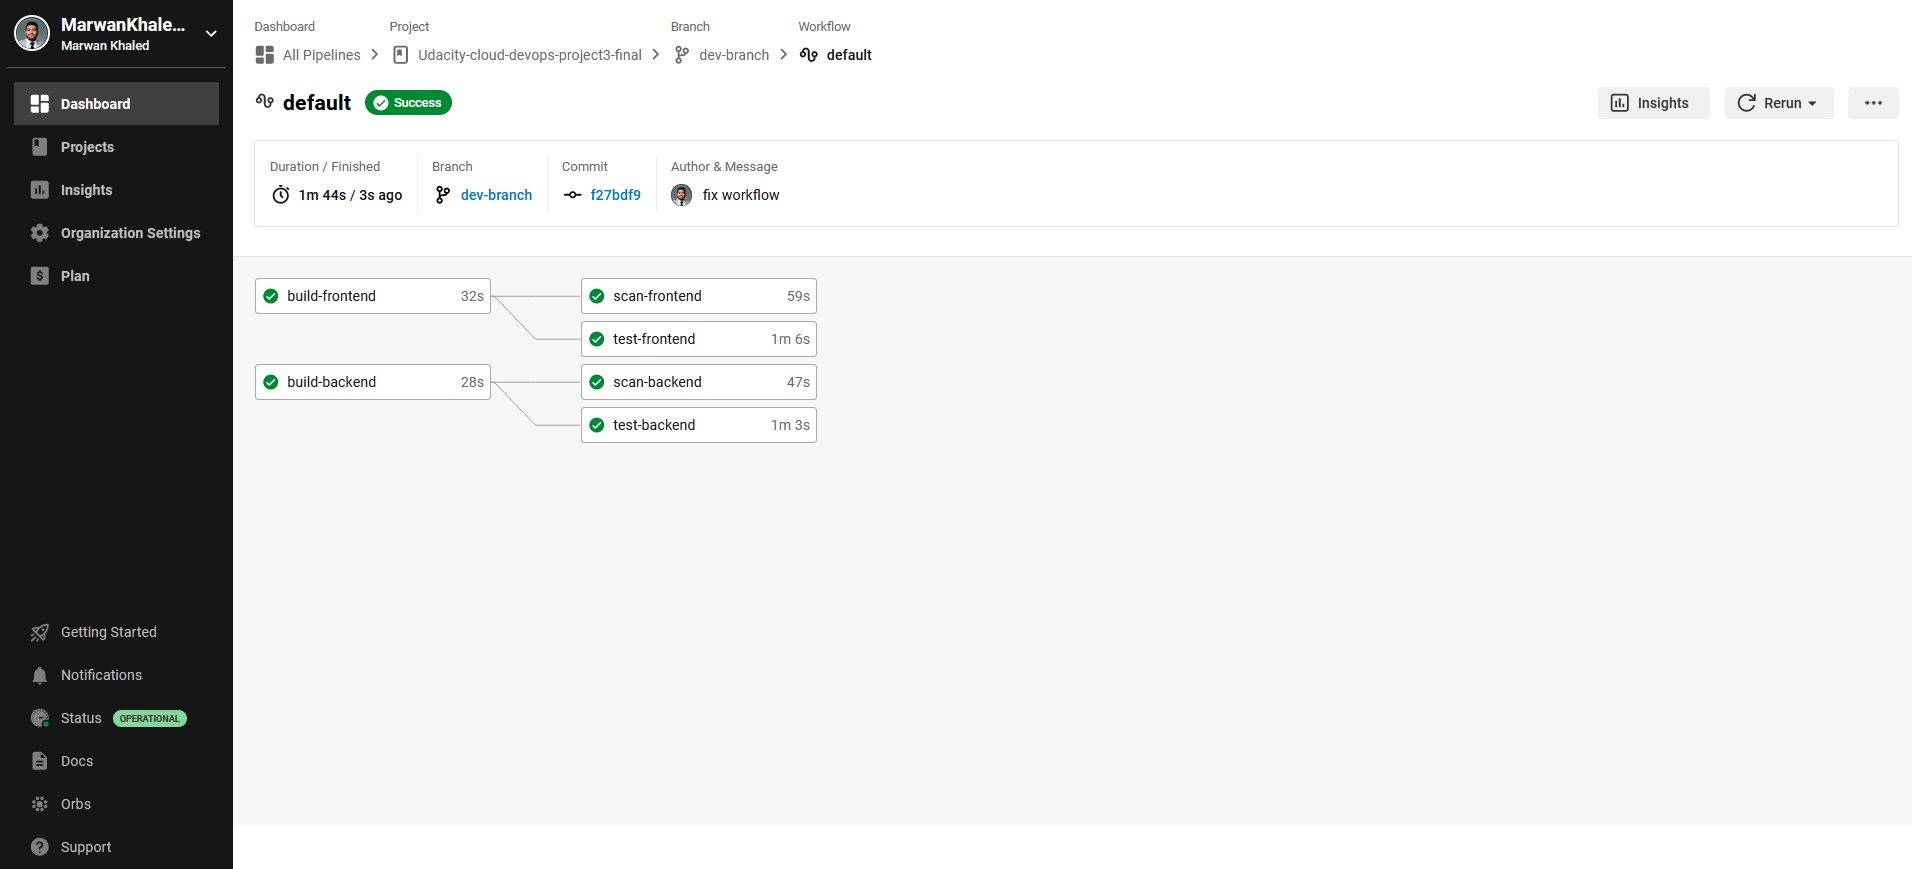 MarwanKhale...
Marwan Khaled
Dashboard
Projects
Insights
Organization Settings
$ Plan
Getting Started
Notifications
Status OPERATIONAL
Docs
Orbs
? Support
Dashboard Project Branch Workflow
All Pipelines Udacity-cloud-devops-project3-final dev-branch default
default Success Insights Rerun ...
Duration / Finished Branch Commit Author & Message
1m 44s / 3s ago dev-branch f27bdf9 fix workflow
build-frontend 32s scan-frontend 59s
test-frontend 1m 6s
build-backend 28s scan-backend 47s
test-backend 1m 3s